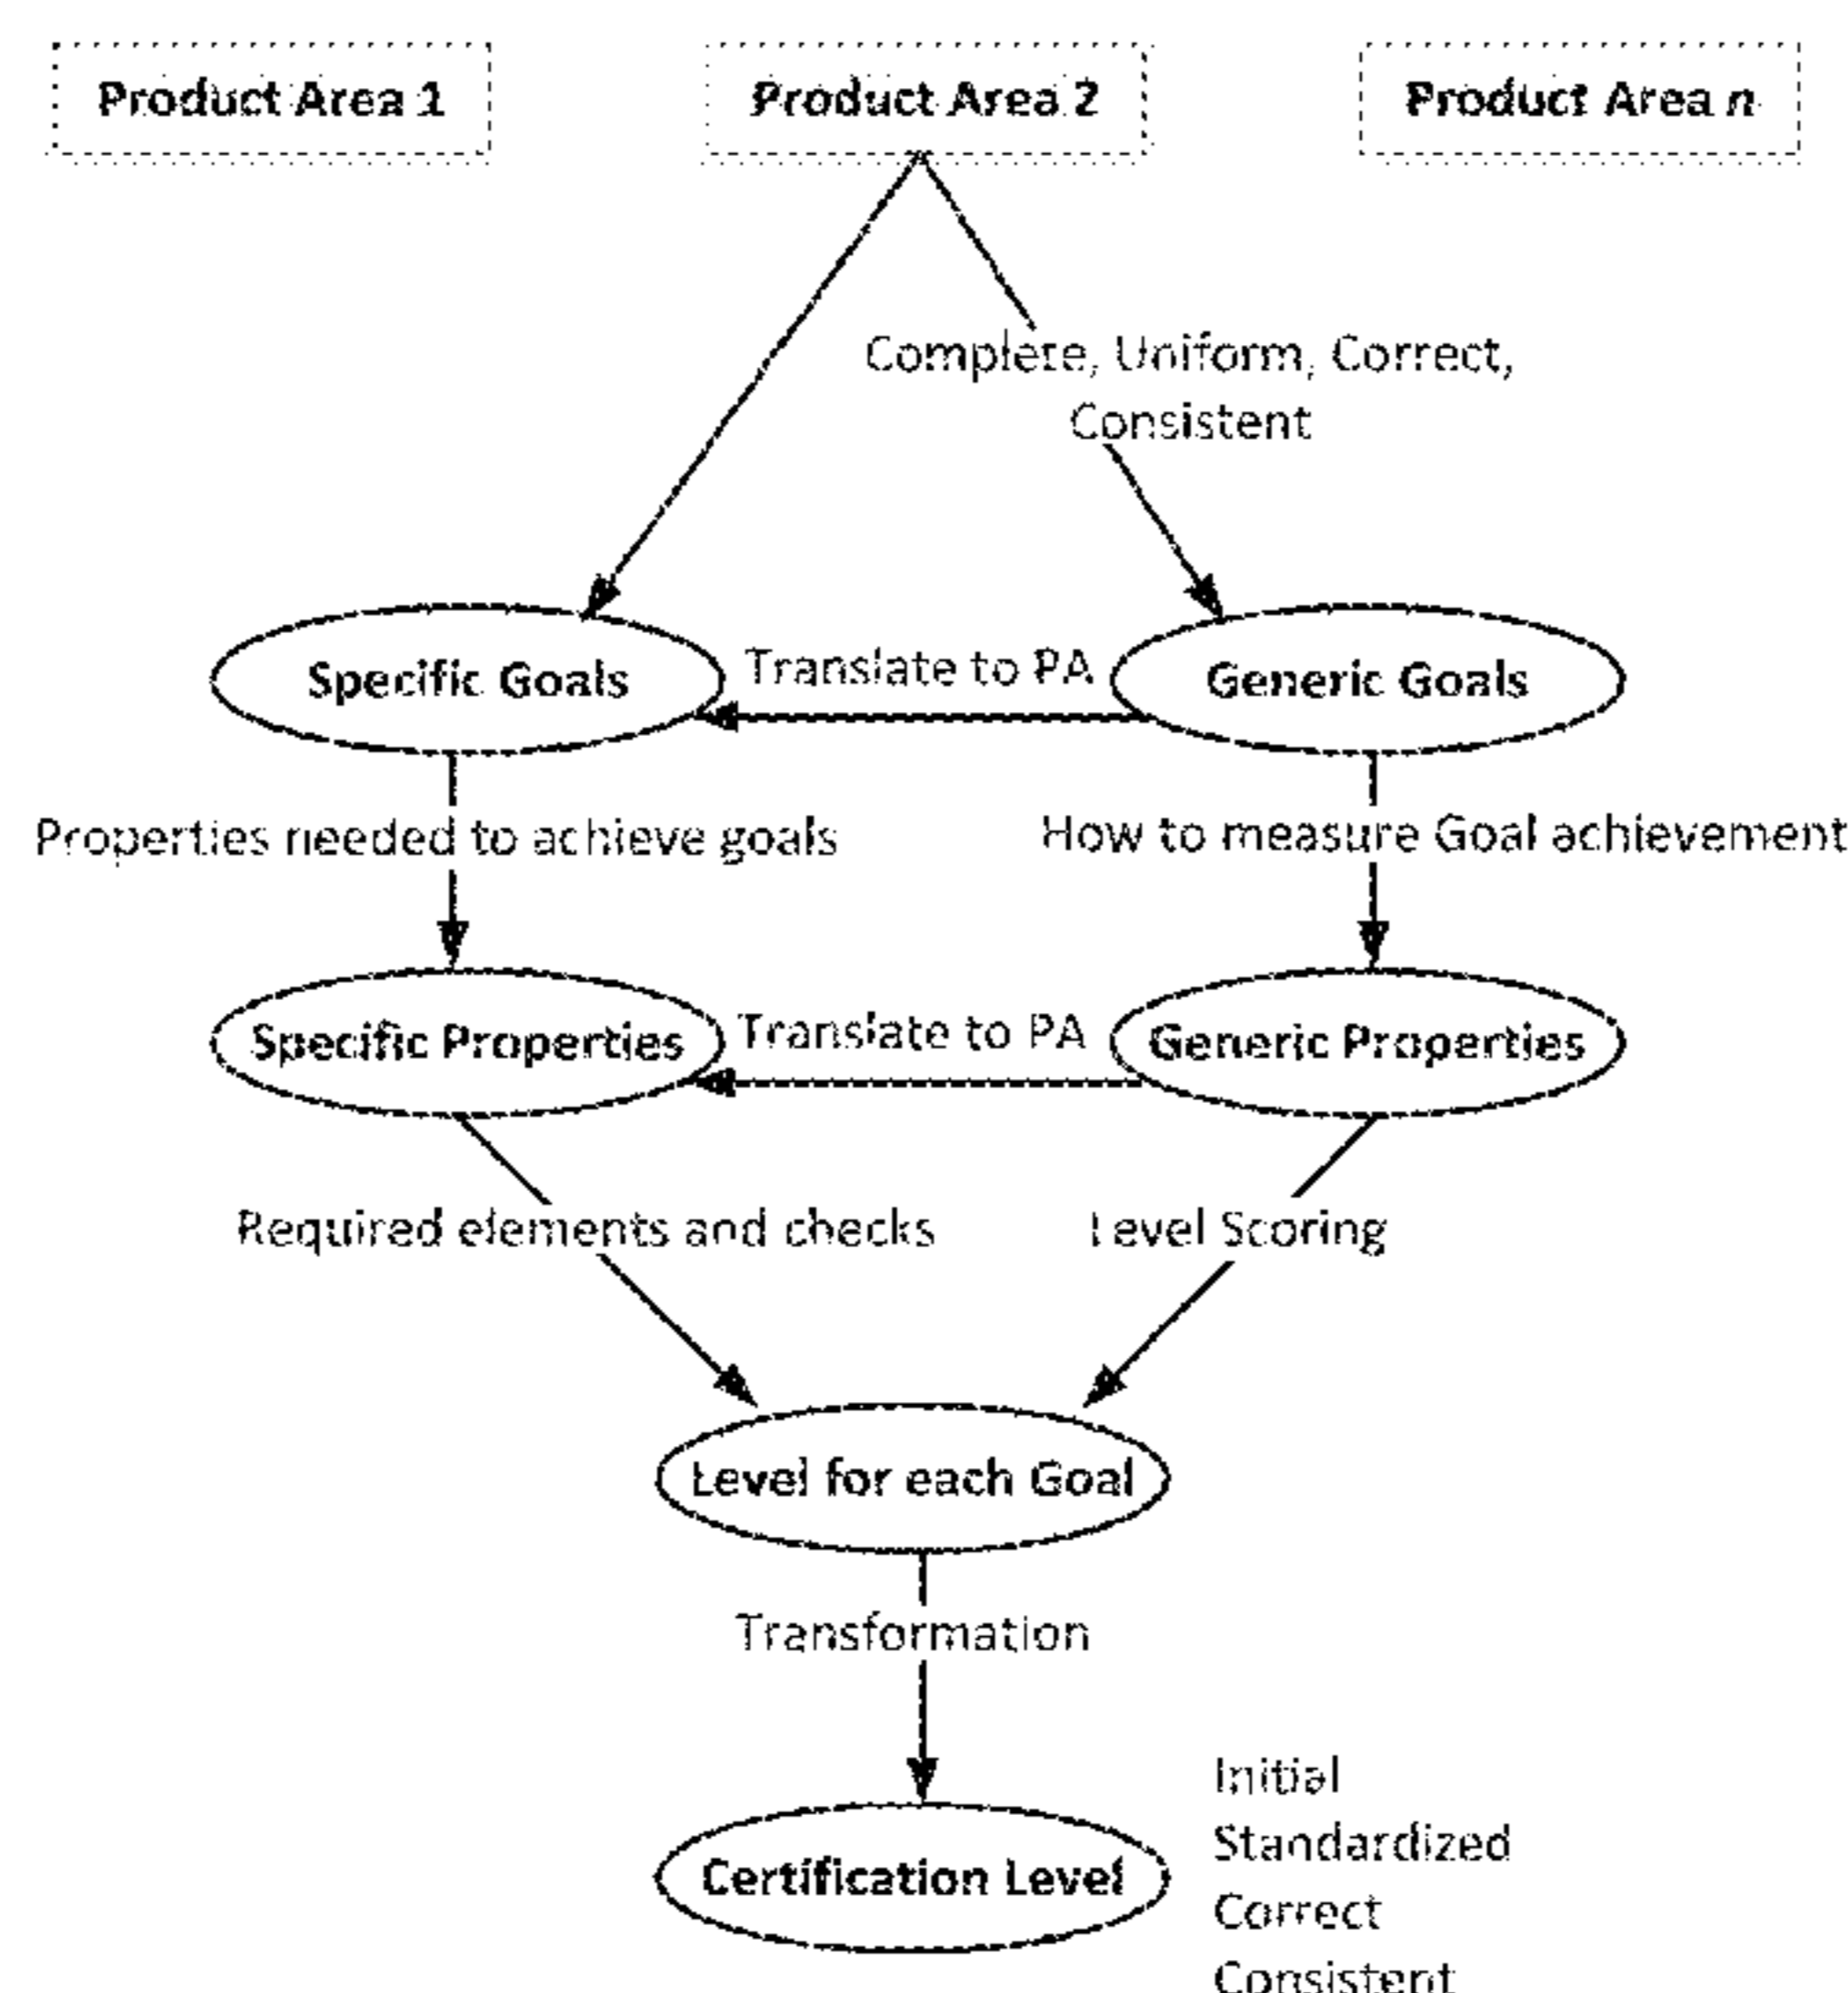 Product Area 1
Product Area 2
Product Area n
Complete, Uniform, Correct,
Consistent
Specific Goals
Translate to PA
Generic Goals
Properties needed to achieve goals
How to measure Goal achievement
Specific Properties
Translate to PA
Generic Properties
Required elements and checks
Level Scoring
Level for each Goal
Transformation
Certification Level
Initial
Standardized
Correct
Consistent